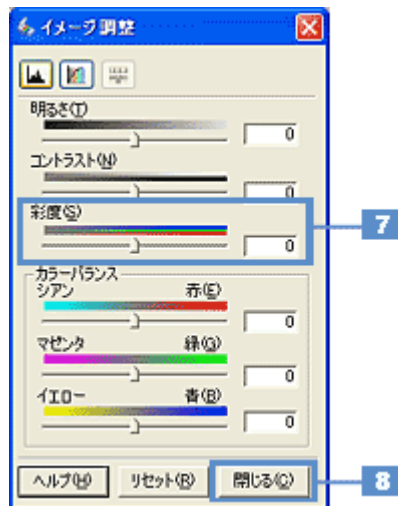 イメージ調整
明るさ(T)
0
コントラスト(N)
0
彩度(S)
0
7
カラーバランス
シアン 赤(E)
0
マゼンタ 緑(G)
0
イエロー 青(B)
0
ヘルプ(H) リセット(R) 閉じる(C) 8